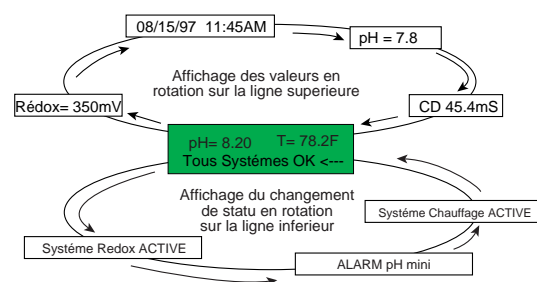 08/15/97 11:45AM
pH = 7.8
Affichage des valeurs en
rotation sur la ligne superieure
Rédox= 350mV
CD 45.4mS
pH= 8.20 T= 78.2F
Tous Systémes OK <---
Affichage du changement
de statu en rotation
sur la ligne inferieur
Systéme Chauffage ACTIVE
Systéme Redox ACTIVE
ALARM pH mini